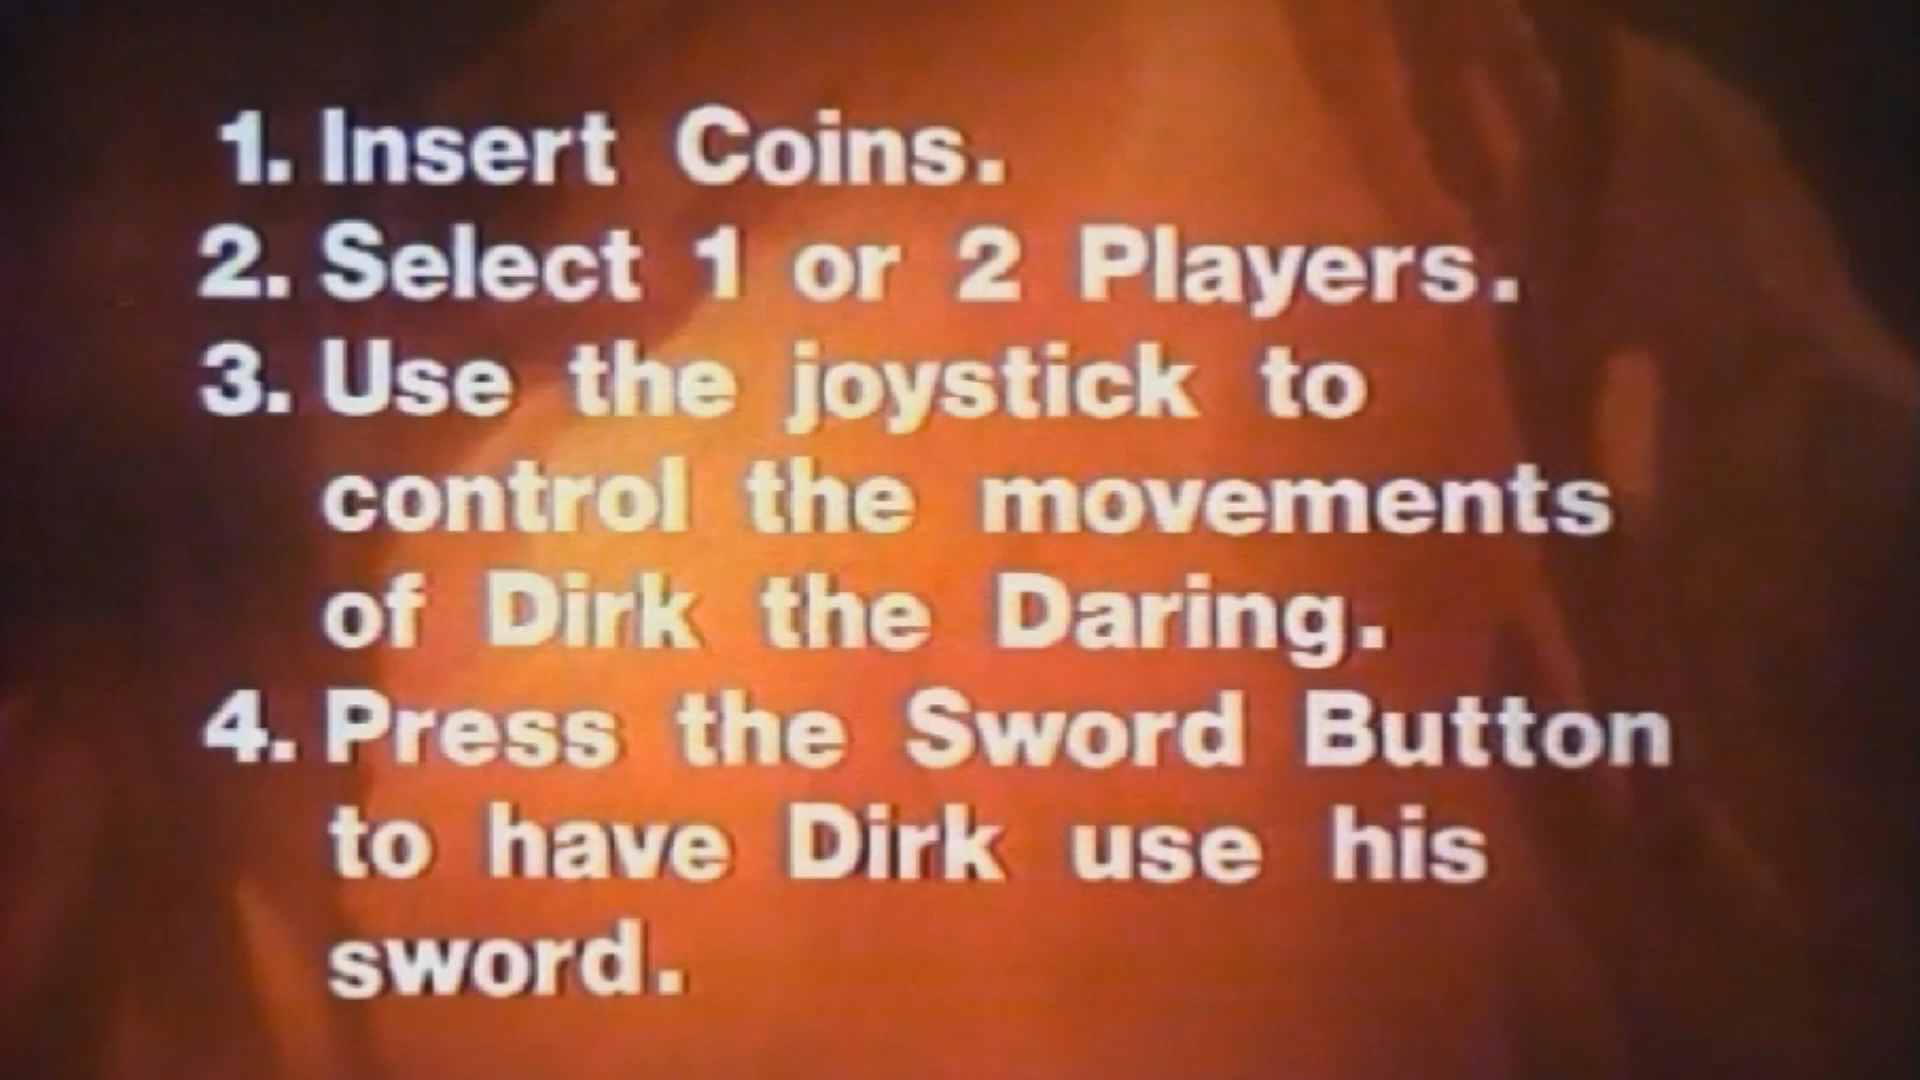 1. Insert Coins.
2. Select 1 or 2 Players.
3. Use the joystick to
control the movements
of Dirk the Daring.
4. Press the Sword Button
to have Dirk use his
sword.